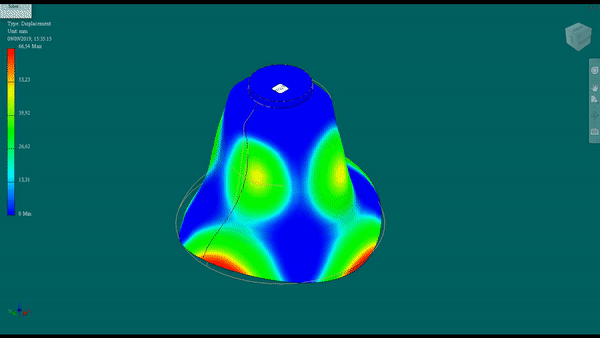 Type: Displacement
Unit: mm
09/09/2019, 15:35:15
66,54 Max
53,23
39,92
26,62
13,31
0 Min